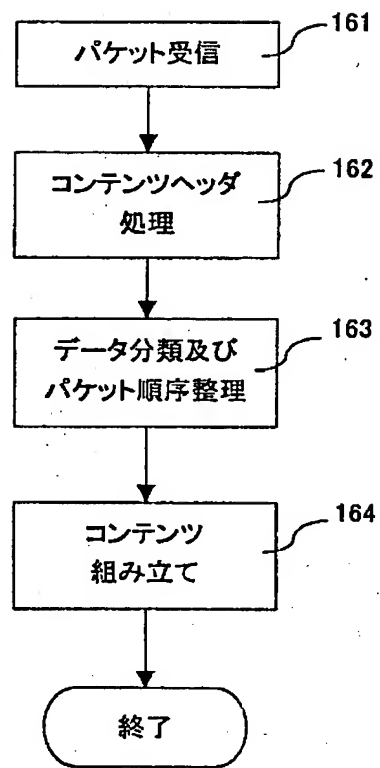 161
パケット受信
162
コンテンツヘッダ
処理
163
データ分類及び
パケット順序整理
164
コンテンツ
組み立て
終了